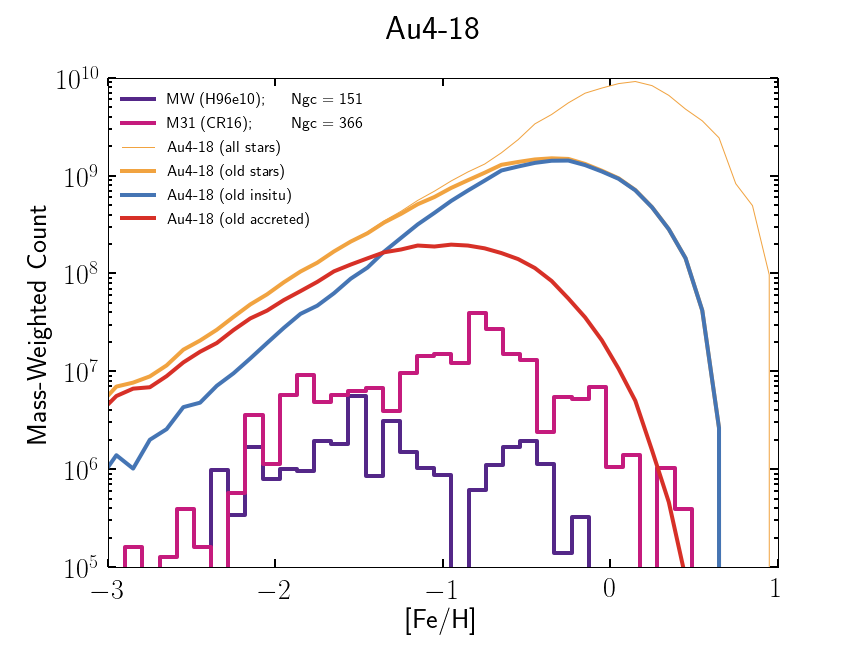 Au4-18
10^10
10^9
10^8
10^7
10^6
10^5
Mass-Weighted Count
MW (H96e10); Ngc = 151
M31 (CR16); Ngc = 366
Au4-18 (all stars)
Au4-18 (old stars)
Au4-18 (old insitu)
Au4-18 (old accreted)
−3 −2 −1 0 1
[Fe/H]